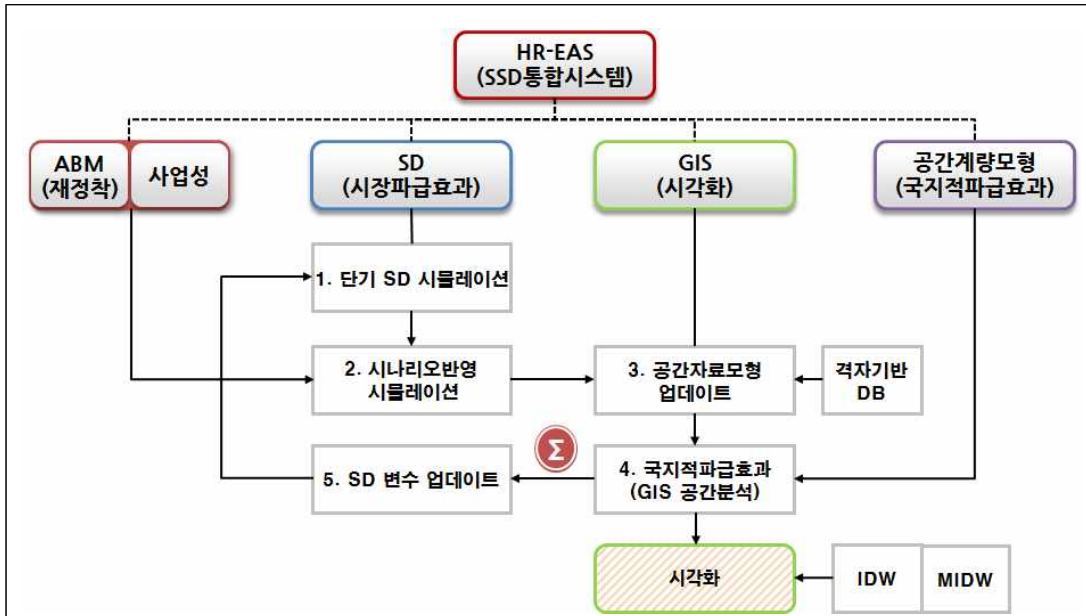 HR-EAS
(SSD통합시스템)
ABM
(재정착)
사업성
SD
(시장파급효과)
GIS
(시각화)
공간계량모형
(국지적파급효과)
1. 단기 SD 시뮬레이션
2. 시나리오반영
시뮬레이션
3. 공간자료모형
업데이트
격자기반
DB
Σ
5. SD 변수 업데이트
4. 국지적파급효과
(GIS 공간분석)
시각화
IDW
MIDW